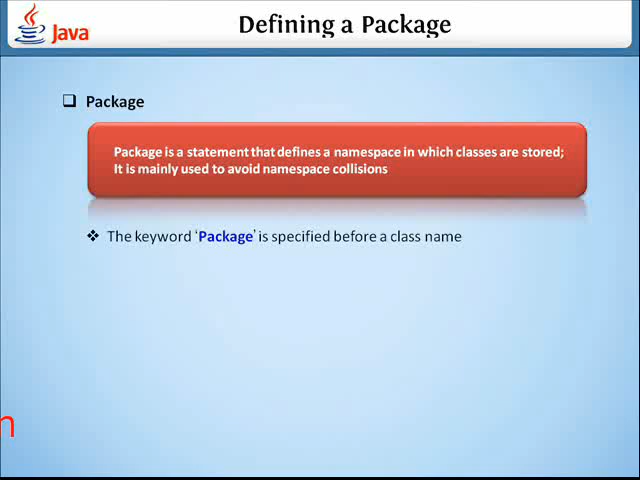 Java
Defining a Package
Package
Package is a statement that defines a namespace in which classes are stored;
It is mainly used to avoid namespace collisions
The keyword ‘Package’ is specified before a class name
n